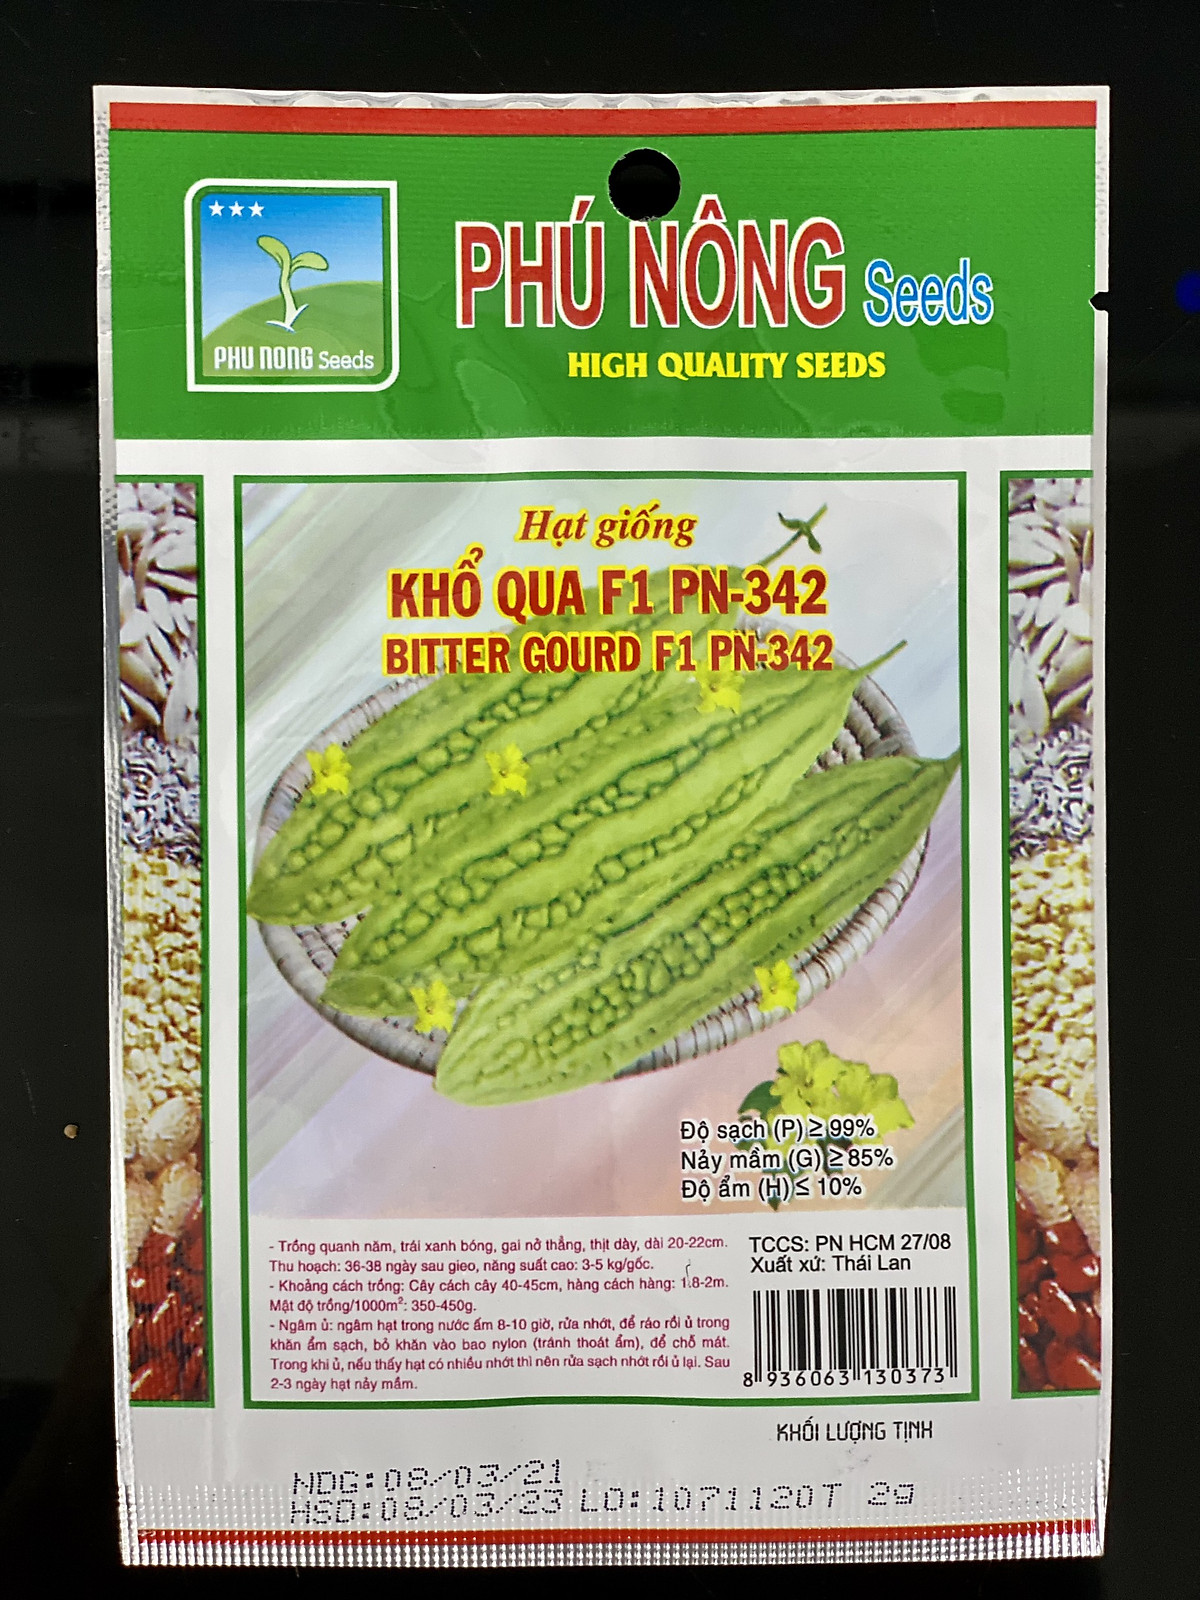 ★★★
PHU NONG Seeds
PHÚ NÔNG Seeds
HIGH QUALITY SEEDS
Hạt giống
KHỔ QUA F1 PN-342
BITTER GOURD F1 PN-342
Độ sạch (P) ≥ 99%
Nảy mầm (G) ≥ 85%
Độ ẩm (H) ≤ 10%
- Trồng quanh năm, trái xanh bóng, gai nở thẳng, thịt dày, dài 20-22cm.
Thu hoạch: 36-38 ngày sau gieo, năng suất cao: 3-5 kg/gốc.
- Khoảng cách trồng: Cây cách cây 40-45cm, hàng cách hàng: 1.8-2m.
Mật độ trồng/1000m²: 350-450g.
- Ngâm ủ: ngâm hạt trong nước ấm 8-10 giờ, rửa nhớt, để ráo rồi ủ trong
khăn ẩm sạch, bỏ khăn vào bao nylon (tránh thoát ẩm), để chỗ mát.
Trong khi ủ, nếu thấy hạt có nhiều nhớt thì nên rửa sạch nhớt rồi ủ lại. Sau
2-3 ngày hạt nảy mầm.
TCCS: PN HCM 27/08
Xuất xứ: Thái Lan
8 936063 130373
KHỐI LƯỢNG TỊNH
NDG:08/03/21
HSD:08/03/23 LO:1071120T 2g